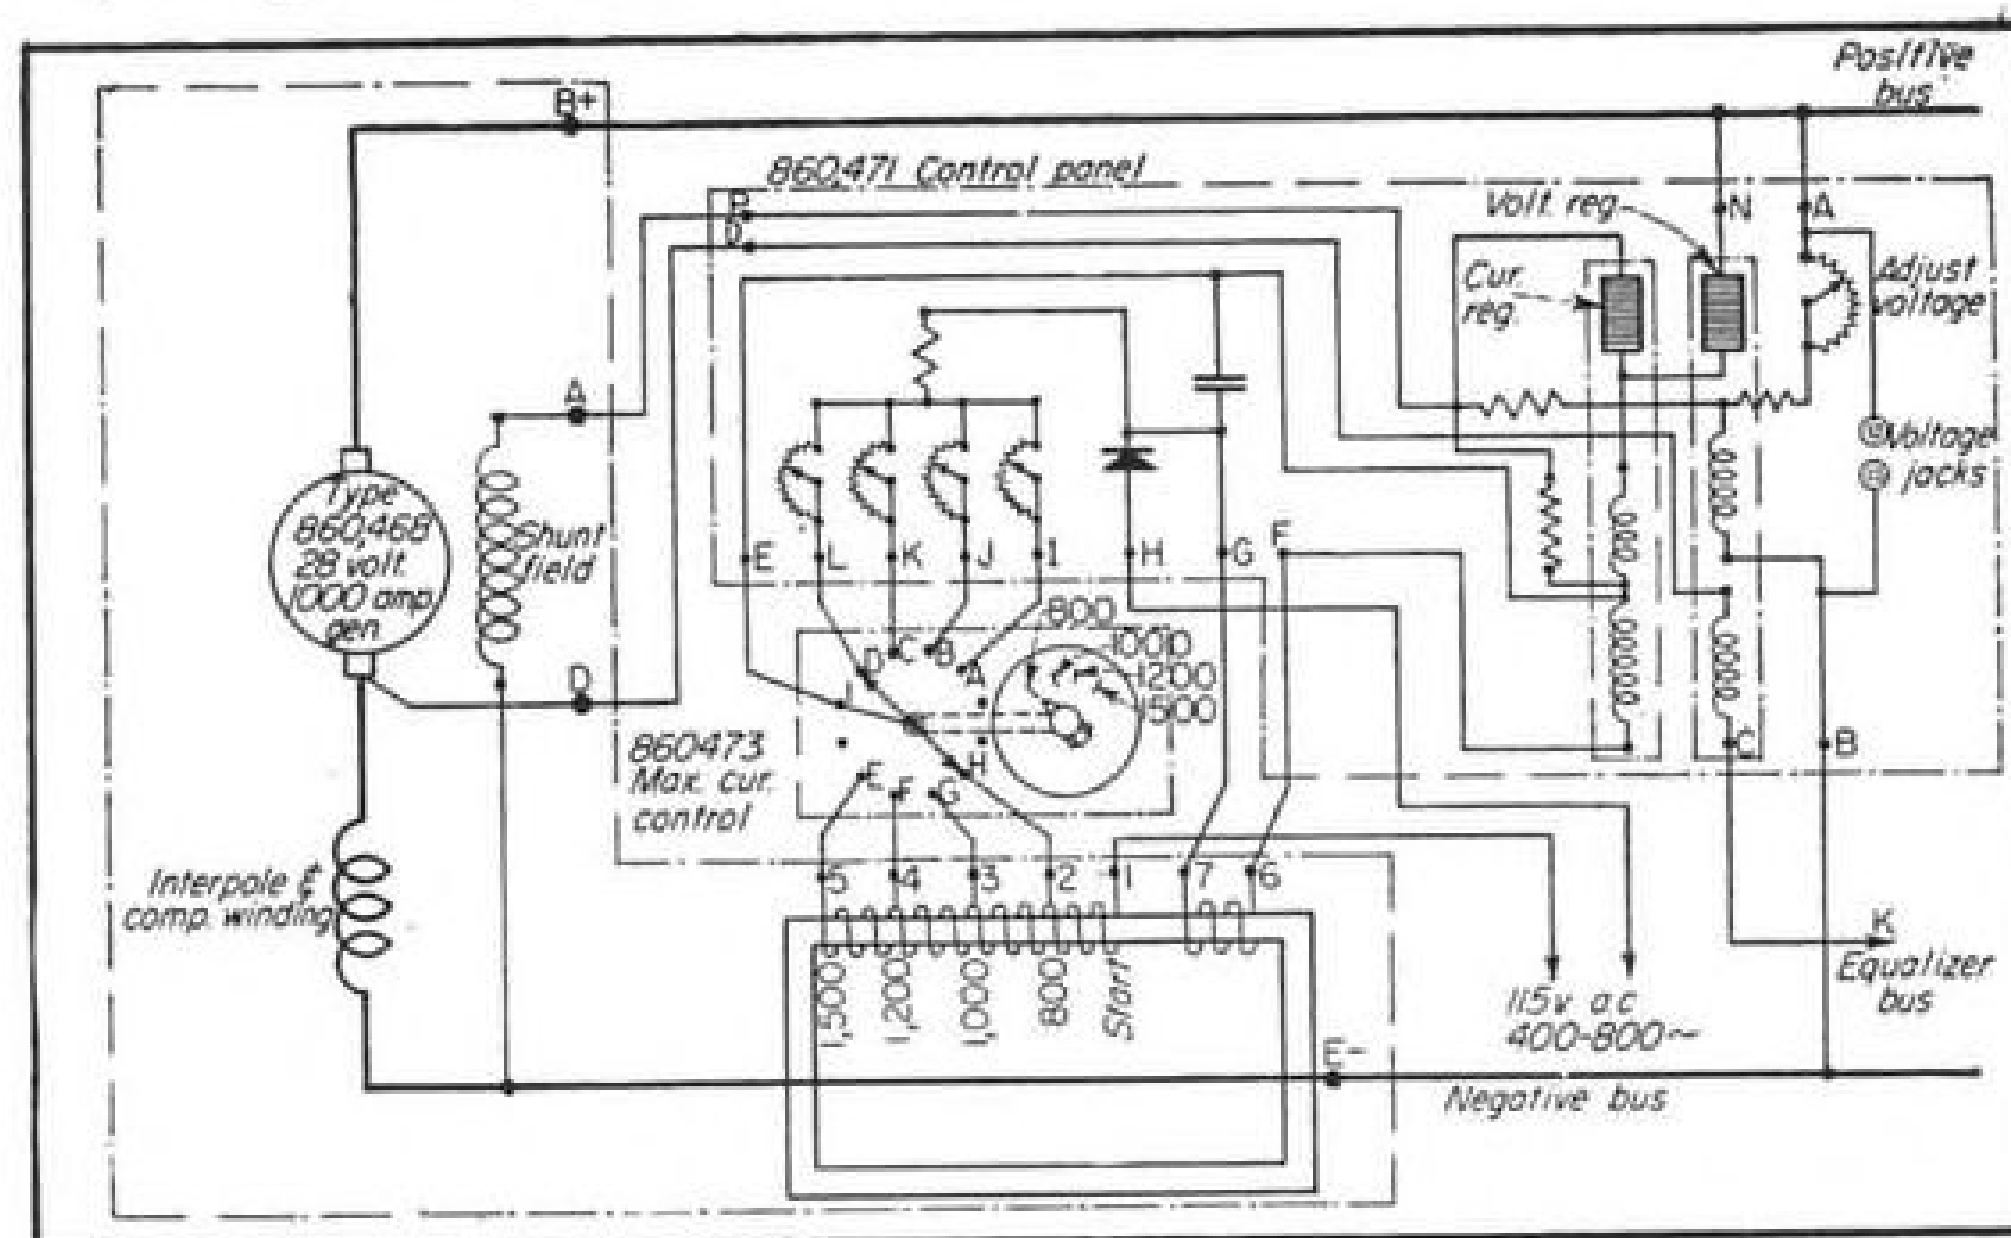 Positive
bus
B+
860,471 Control panel
P
D
Volt. reg.
N
A
Cur.
reg.
Adjust
voltage
A
Voltage
jacks
Type
860,468
28 volt.
1000 amp
gen
Shunt
field
E
L
K
J
I
H
G
F
800
1000
1200
1500
D
C
B
A
D
860473
Max. cur.
control
I
H
E
F
G
C
B
Interpole &
comp. winding
5
4
3
2
1
7
6
1,500
1,200
1,000
800
Start
K
Equalizer
bus
115v a c
400-800~
E-
Negative bus